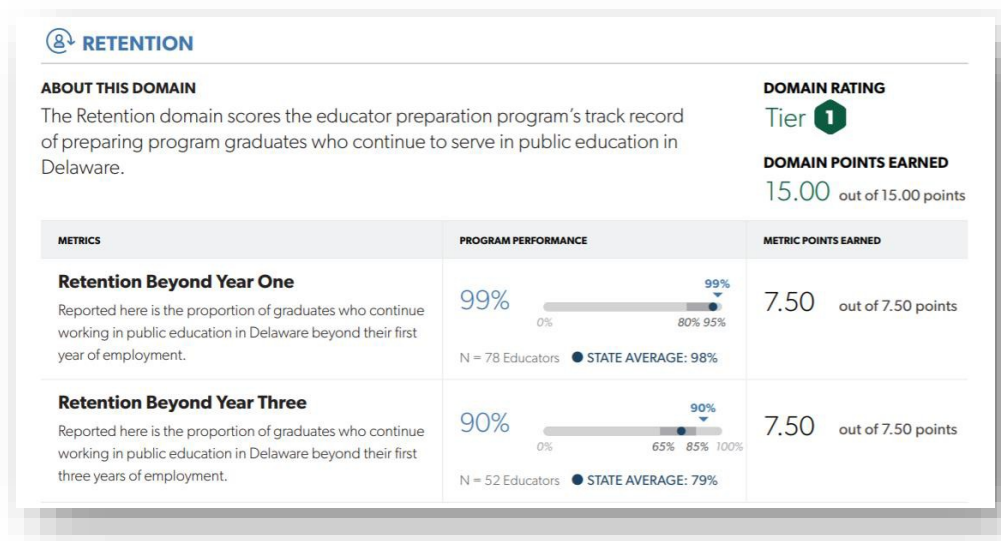 RETENTION
ABOUT THIS DOMAIN
The Retention domain scores the educator preparation program's track record
of preparing program graduates who continue to serve in public education in
Delaware.
DOMAIN RATING
Tier 1
DOMAIN POINTS EARNED
15.00 out of 15.00 points
METRICS
PROGRAM PERFORMANCE
METRIC POINTS EARNED
Retention Beyond Year One
Reported here is the proportion of graduates who continue
working in public education in Delaware beyond their first
year of employment.
99%
99%
0% 80% 95%
N = 78 Educators STATE AVERAGE: 98%
7.50 out of 7.50 points
Retention Beyond Year Three
Reported here is the proportion of graduates who continue
working in public education in Delaware beyond their first
three years of employment.
90%
90%
0% 65% 85% 100%
N = 52 Educators STATE AVERAGE: 79%
7.50 out of 7.50 points